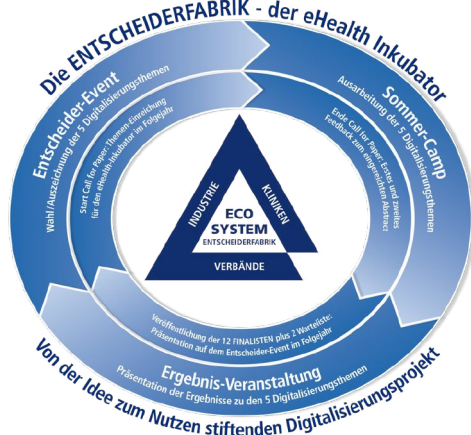 Die ENTSCHEIDERFABRIK - der eHealth Inkubator
Entscheider-Event
Wahl/Auszeichnung der 5 Digitalisierungsthemen
Start Call for Paper: Themen-Einreichung
für den eHealth-Inkubator im Folgejahr
Sommer-Camp
Ausarbeitung der 5 Digitalisierungsthemen
Ende Call for Paper: Erstes und zweites
Feedback zum eingereichten Abstract
INDUSTRIE
KLINIKEN
ECO
SYSTEM
ENTSCHEIDERFABRIK
VERBÄNDE
Veröffentlichung der 12 FINALISTEN plus 2 Warteliste:
Präsentation auf dem Entscheider-Event im Folgejahr
Ergebnis-Veranstaltung
Präsentation der Ergebnisse zu den 5 Digitalisierungsthemen
Von der Idee zum Nutzen stiftenden Digitalisierungsprojekt